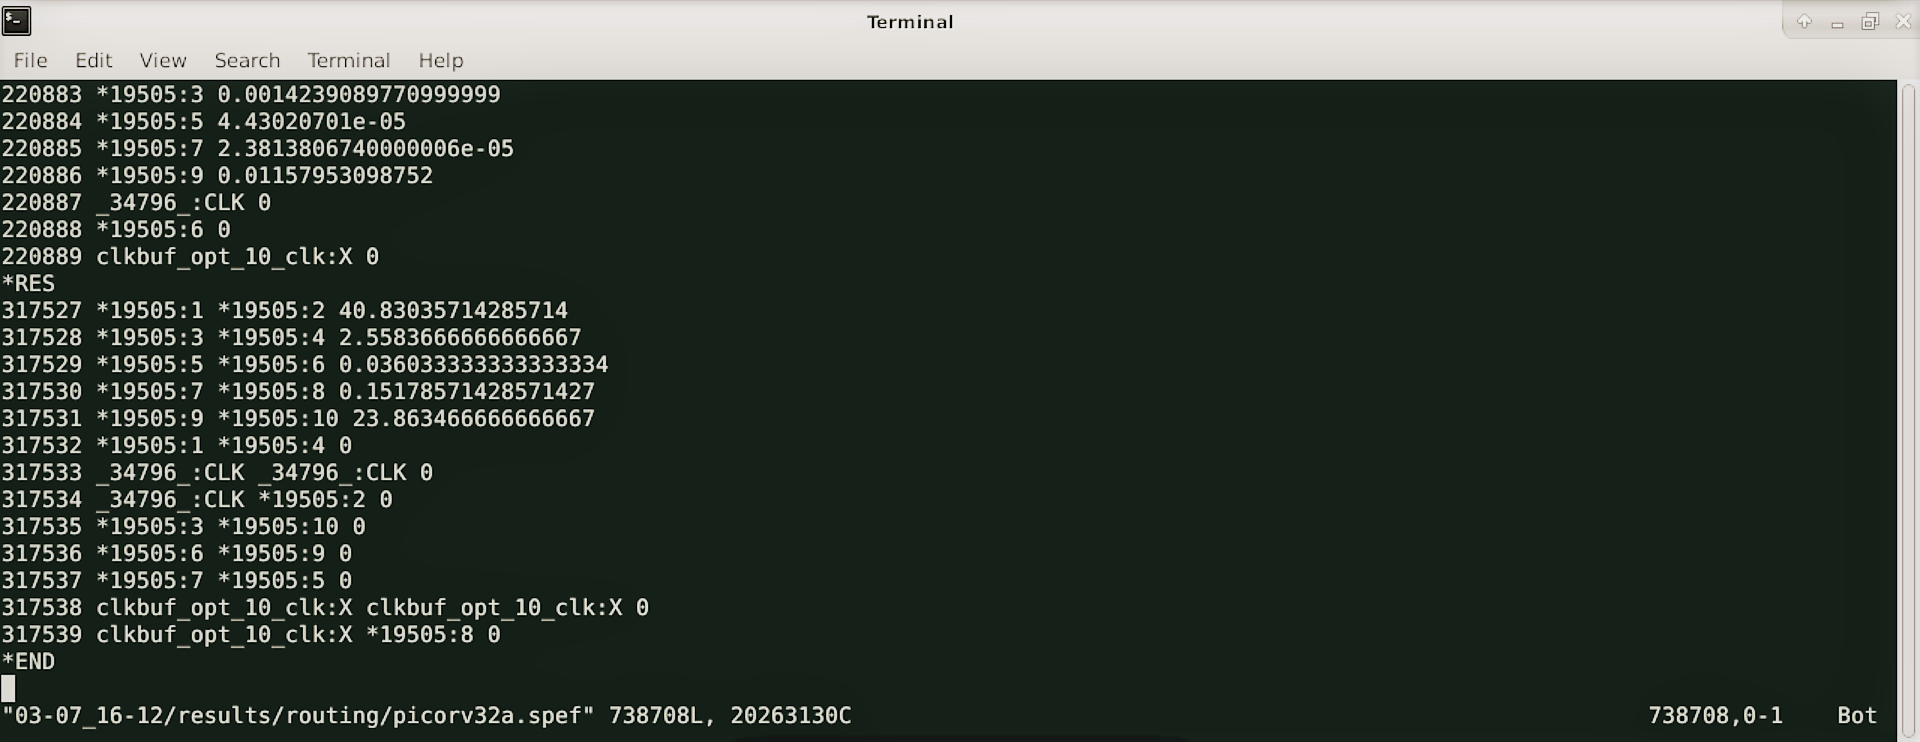 Terminal
File Edit View Search Terminal Help
220883 *19505:3 0.0014239089770999999
220884 *19505:5 4.43020701e-05
220885 *19505:7 2.3813806740000006e-05
220886 *19505:9 0.01157953098752
220887 _34796_:CLK 0
220888 *19505:6 0
220889 clkbuf_opt_10_clk:X 0
*RES
317527 *19505:1 *19505:2 40.83035714285714
317528 *19505:3 *19505:4 2.5583666666666667
317529 *19505:5 *19505:6 0.036033333333333334
317530 *19505:7 *19505:8 0.15178571428571427
317531 *19505:9 *19505:10 23.863466666666667
317532 *19505:1 *19505:4 0
317533 _34796_:CLK _34796_:CLK 0
317534 _34796_:CLK *19505:2 0
317535 *19505:3 *19505:10 0
317536 *19505:6 *19505:9 0
317537 *19505:7 *19505:5 0
317538 clkbuf_opt_10_clk:X clkbuf_opt_10_clk:X 0
317539 clkbuf_opt_10_clk:X *19505:8 0
*END
"03-07_16-12/results/routing/picorv32a.spef" 738708L, 20263130C 738708,0-1 Bot